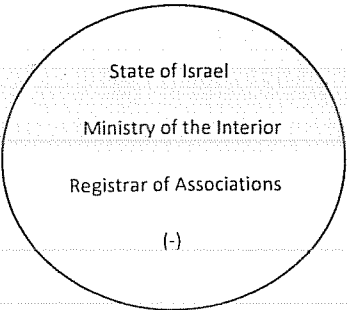 State of Israel
Ministry of the Interior
Registrar of Associations
(-)